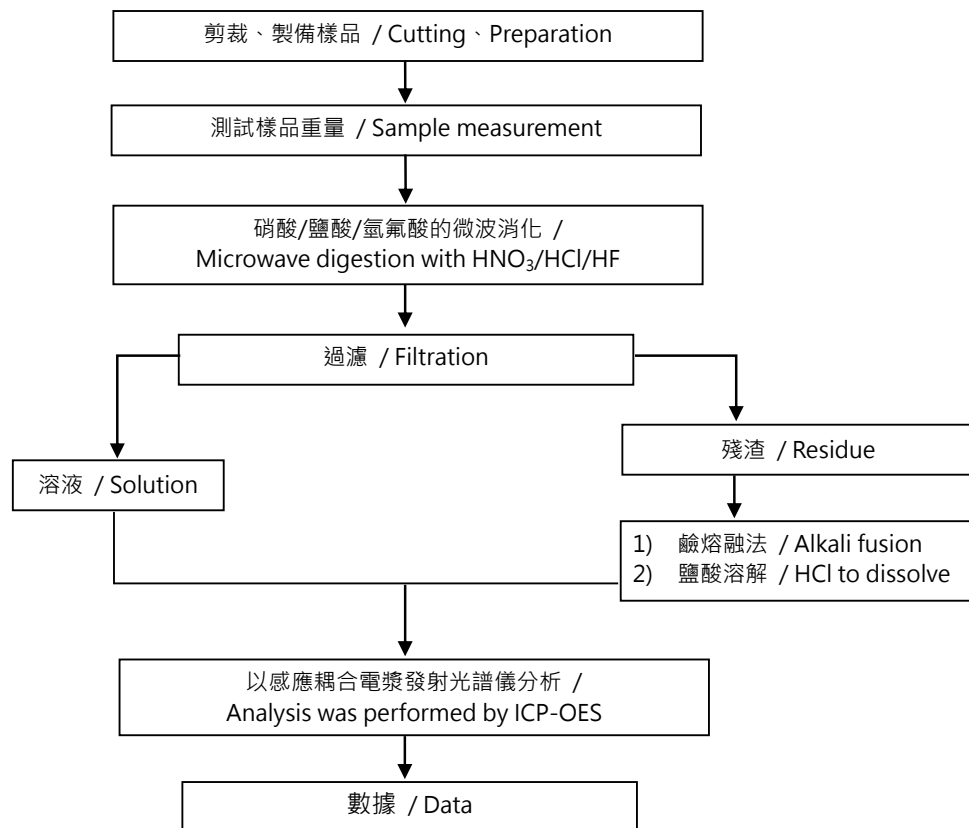 剪裁、製備樣品 / Cutting、Preparation
測試樣品重量 / Sample measurement
硝酸/鹽酸/氫氟酸的微波消化 /
Microwave digestion with HNO₃/HCl/HF
過濾 / Filtration
溶液 / Solution
殘渣 / Residue
1) 鹼熔融法 / Alkali fusion
2) 鹽酸溶解 / HCl to dissolve
以感應耦合電漿發射光譜儀分析 /
Analysis was performed by ICP-OES
數據 / Data